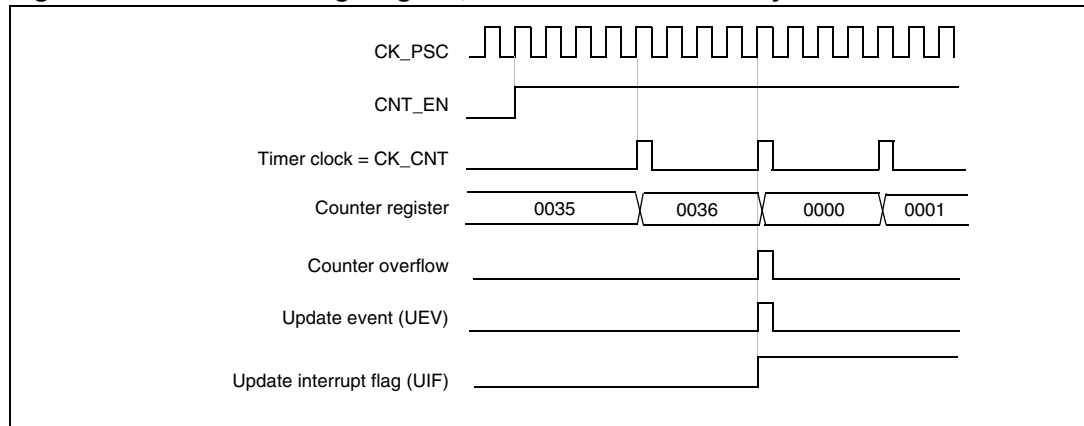 CK_PSC
CNT_EN
Timer clock = CK_CNT
Counter register 0035 0036 0000 0001
Counter overflow
Update event (UEV)
Update interrupt flag (UIF)